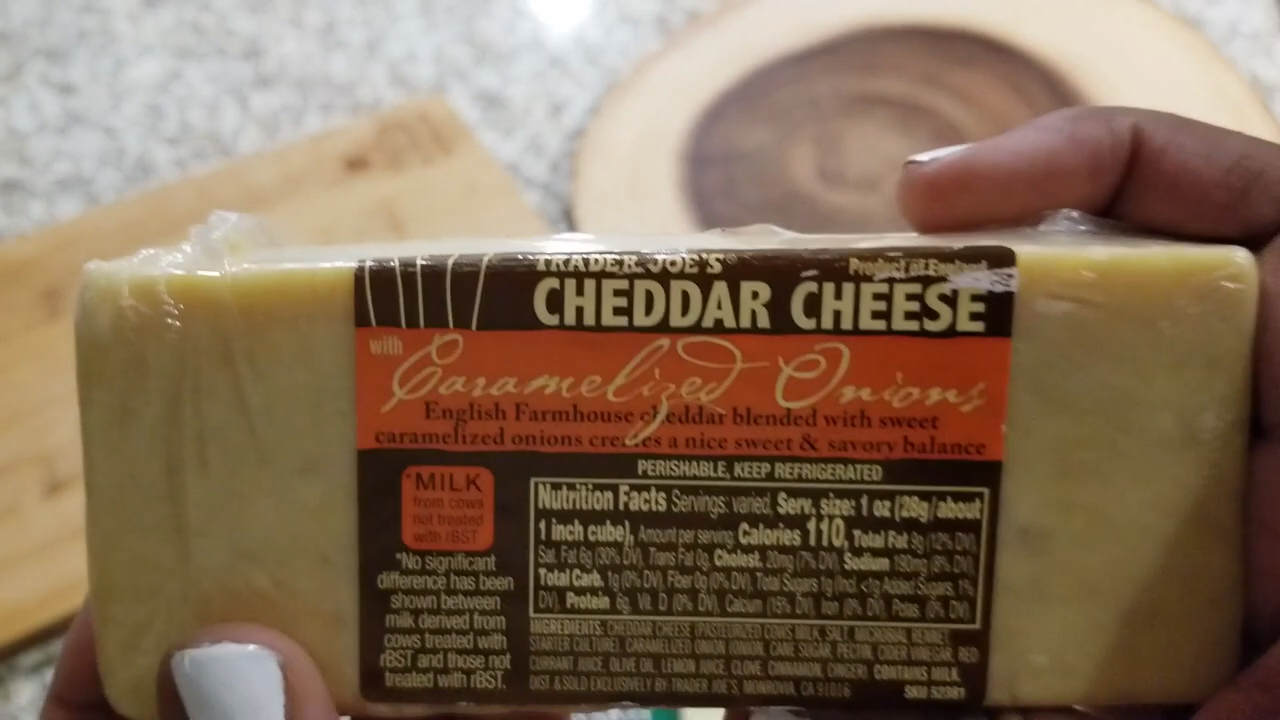 TRADER JOE'S
Product of England
CHEDDAR CHEESE
with
Caramelized Onions
English Farmhouse cheddar blended with sweet
caramelized onions creates a nice sweet & savory balance
PERISHABLE, KEEP REFRIGERATED
*MILK
from cows
not treated
with rBST
*No significant
difference has been
shown between
milk derived from
cows treated with
rBST and those not
treated with rBST.
Nutrition Facts Servings: varied, Serv. size: 1 oz (28g/about
1 inch cube), Amount per serving: Calories 110, Total Fat 9g (12% DV),
Sat. Fat 6g (30% DV), Trans Fat 0g, Cholest. 20mg (7% DV), Sodium 190mg (8% DV),
Total Carb. 1g (0% DV), Fiber 0g (0% DV), Total Sugars 1g (Incl. <1g Added Sugars, 1%
DV), Protein 6g, Vit. D (0% DV), Calcium (15% DV), Iron (0% DV), Potas. (0% DV)
INGREDIENTS: CHEDDAR CHEESE (PASTEURIZED COWS MILK, SALT, MICROBIAL RENNET,
STARTER CULTURE), CARAMELIZED ONION (ONION, CANE SUGAR, PECTIN, CIDER VINEGAR, RED
CURRANT JUICE, OLIVE OIL, LEMON JUICE, CLOVE, CINNAMON, GINGER) CONTAINS MILK.
DIST & SOLD EXCLUSIVELY BY: TRADER JOE'S, MONROVIA, CA 91016
SKU 52381